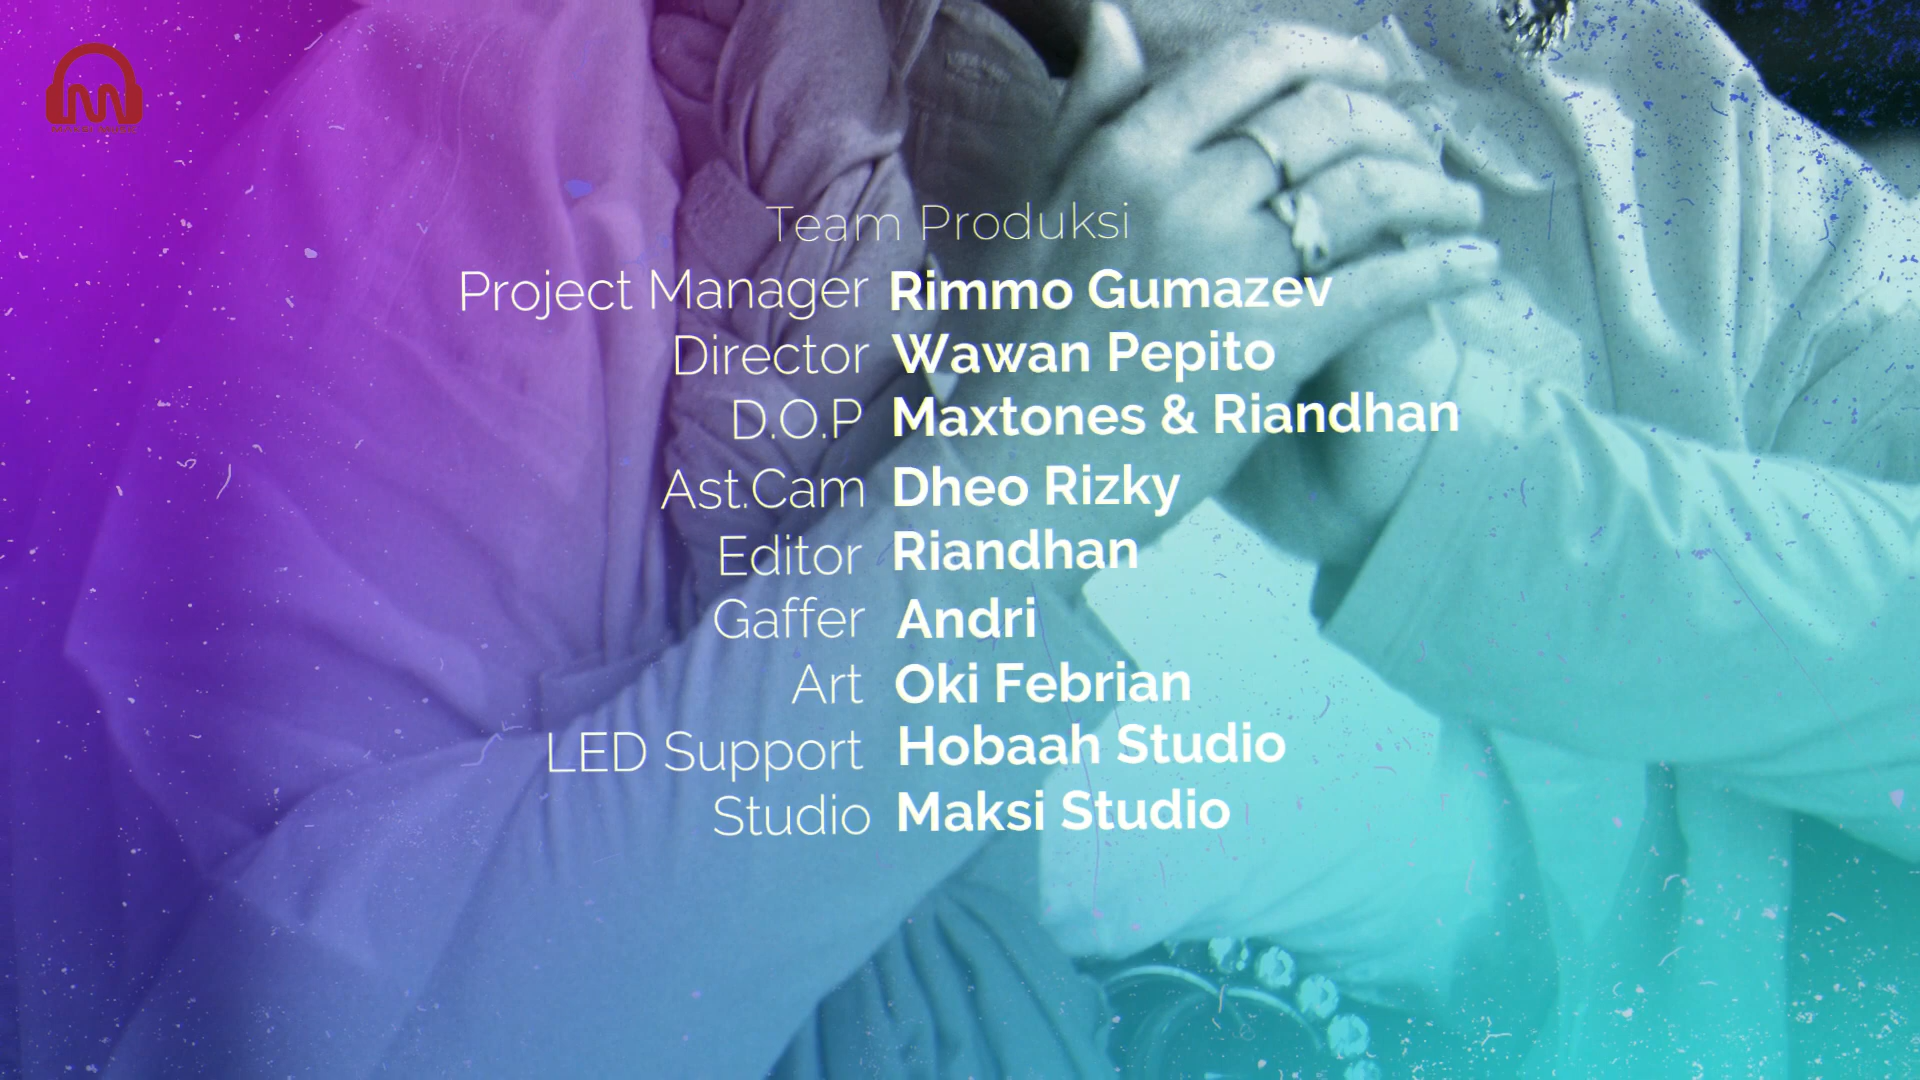 Team Produksi
Project Manager Rimmo Gumazev
Director Wawan Pepito
D.O.P Maxtones & Riandhan
Ast.Cam Dheo Rizky
Editor Riandhan
Gaffer Andri
Art Oki Febrian
LED Support Hobaah Studio
Studio Maksi Studio